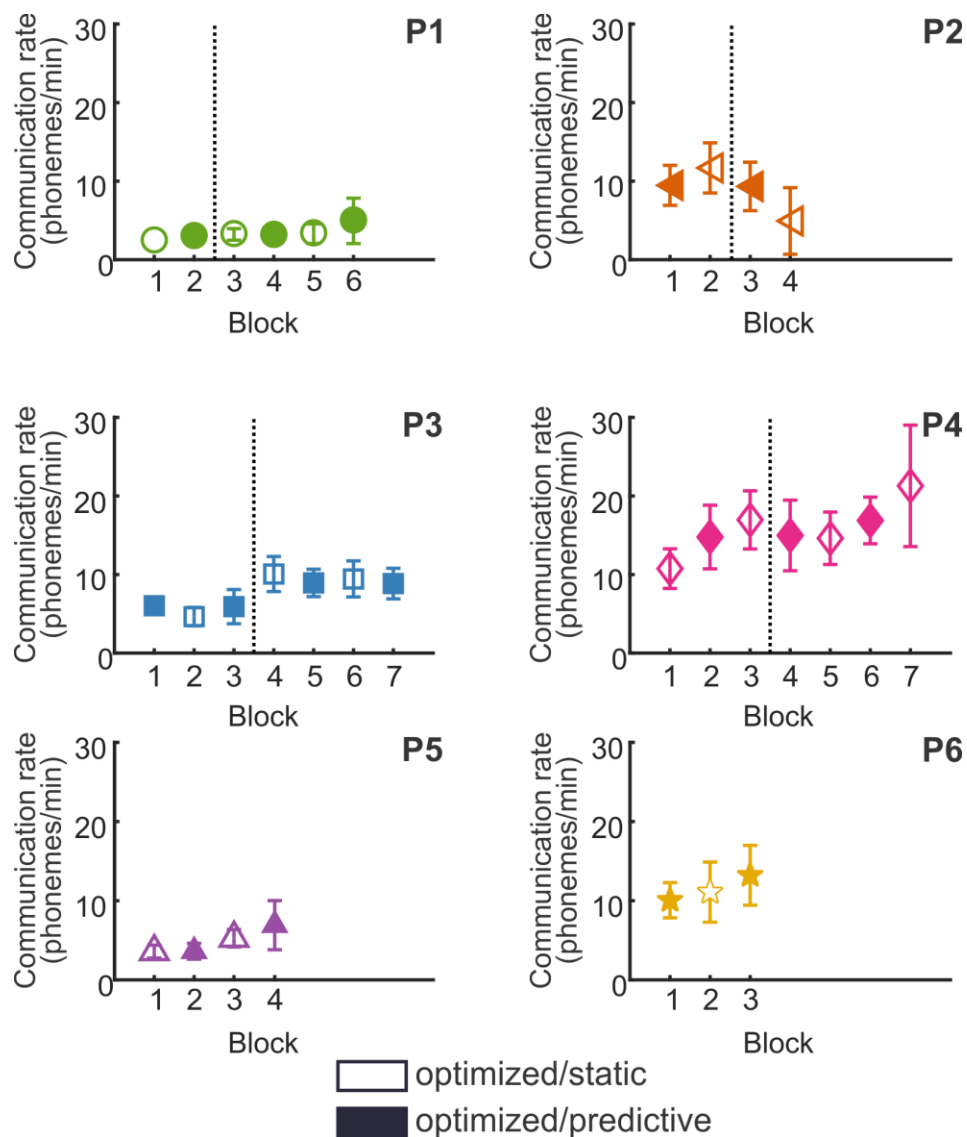 P1
Communication rate
(phonemes/min)
30
20
10
0
1 2 3 4 5 6
Block
P2
Communication rate
(phonemes/min)
30
20
10
0
1 2 3 4
Block
P3
Communication rate
(phonemes/min)
30
20
10
0
1 2 3 4 5 6 7
Block
P4
Communication rate
(phonemes/min)
30
20
10
0
1 2 3 4 5 6 7
Block
P5
Communication rate
(phonemes/min)
30
20
10
0
1 2 3 4
Block
P6
Communication rate
(phonemes/min)
30
20
10
0
1 2 3
Block
optimized/static
optimized/predictive